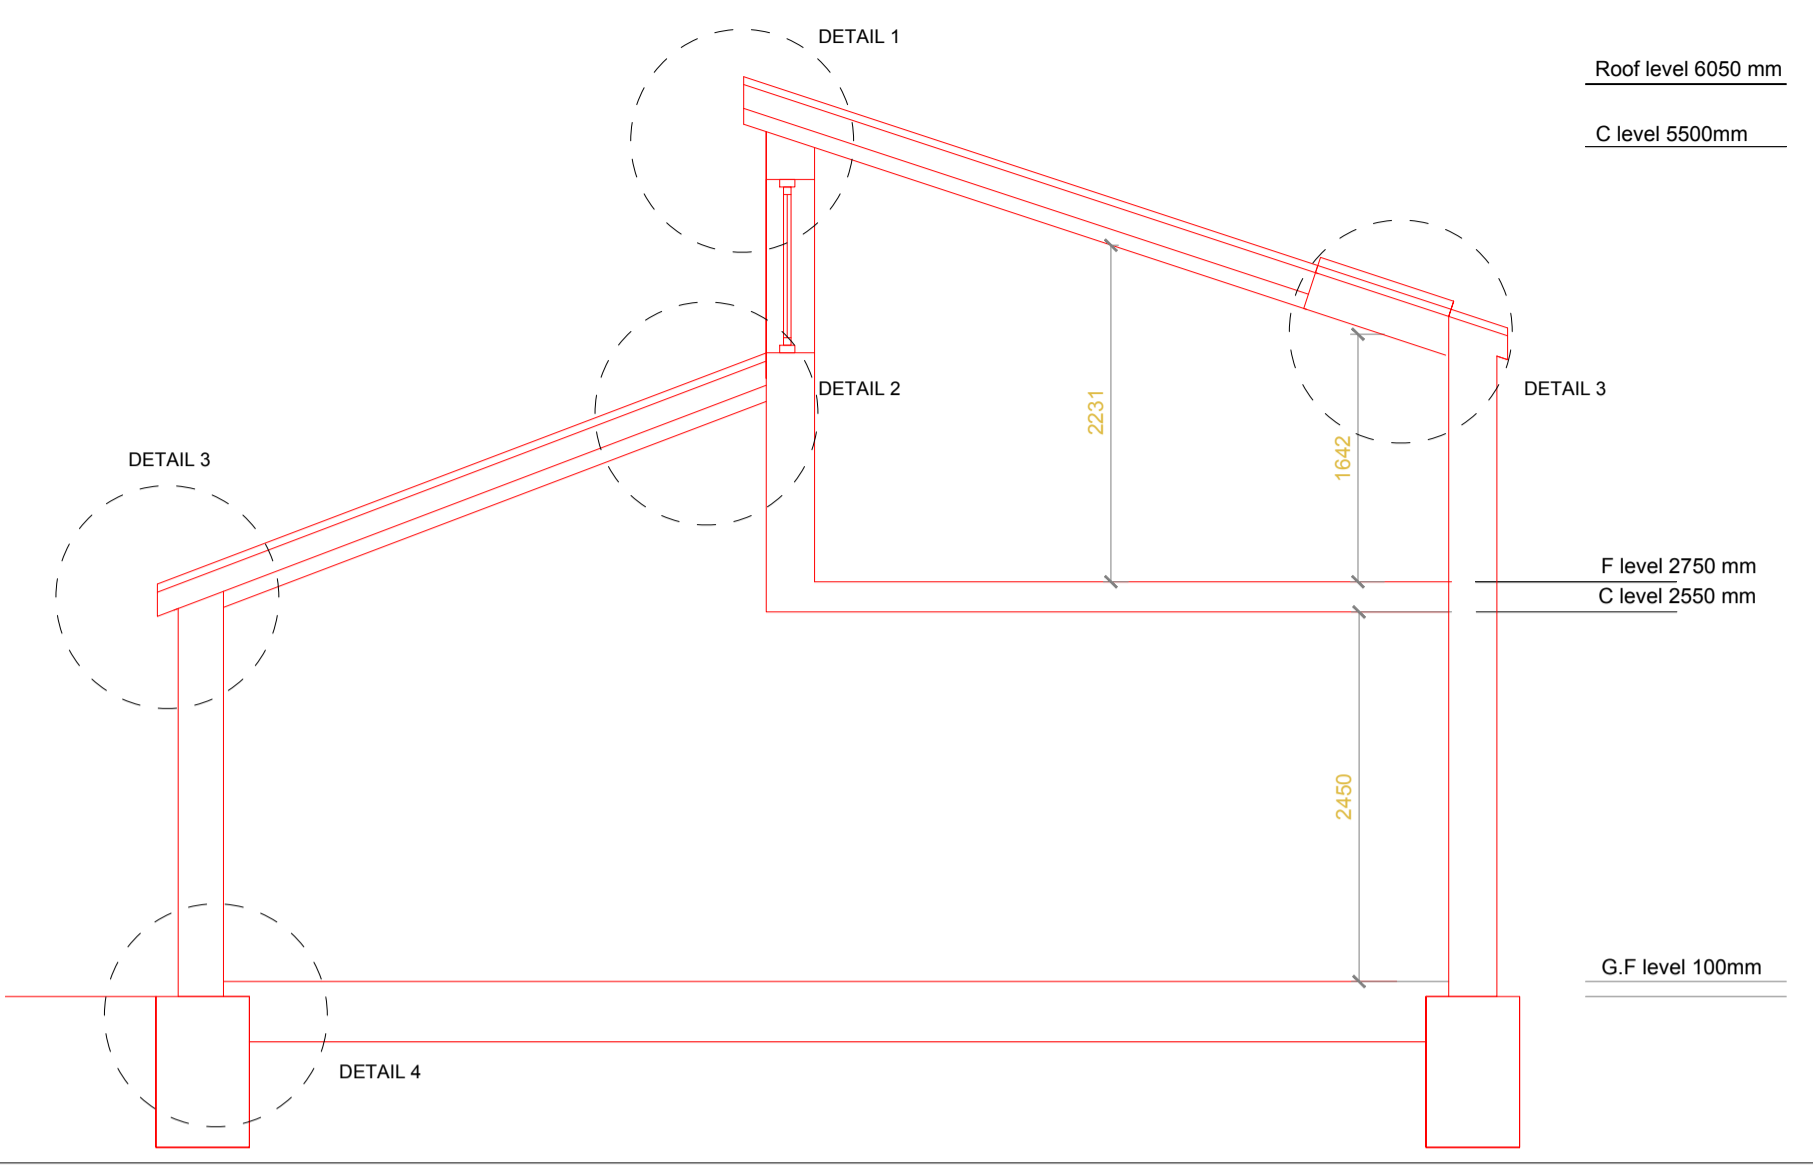 DETAIL 1
Roof level 6050 mm
C level 5500mm
DETAIL 2
DETAIL 3
2231
1642
DETAIL 3
F level 2750 mm
C level 2550 mm
2450
G.F level 100mm
DETAIL 4